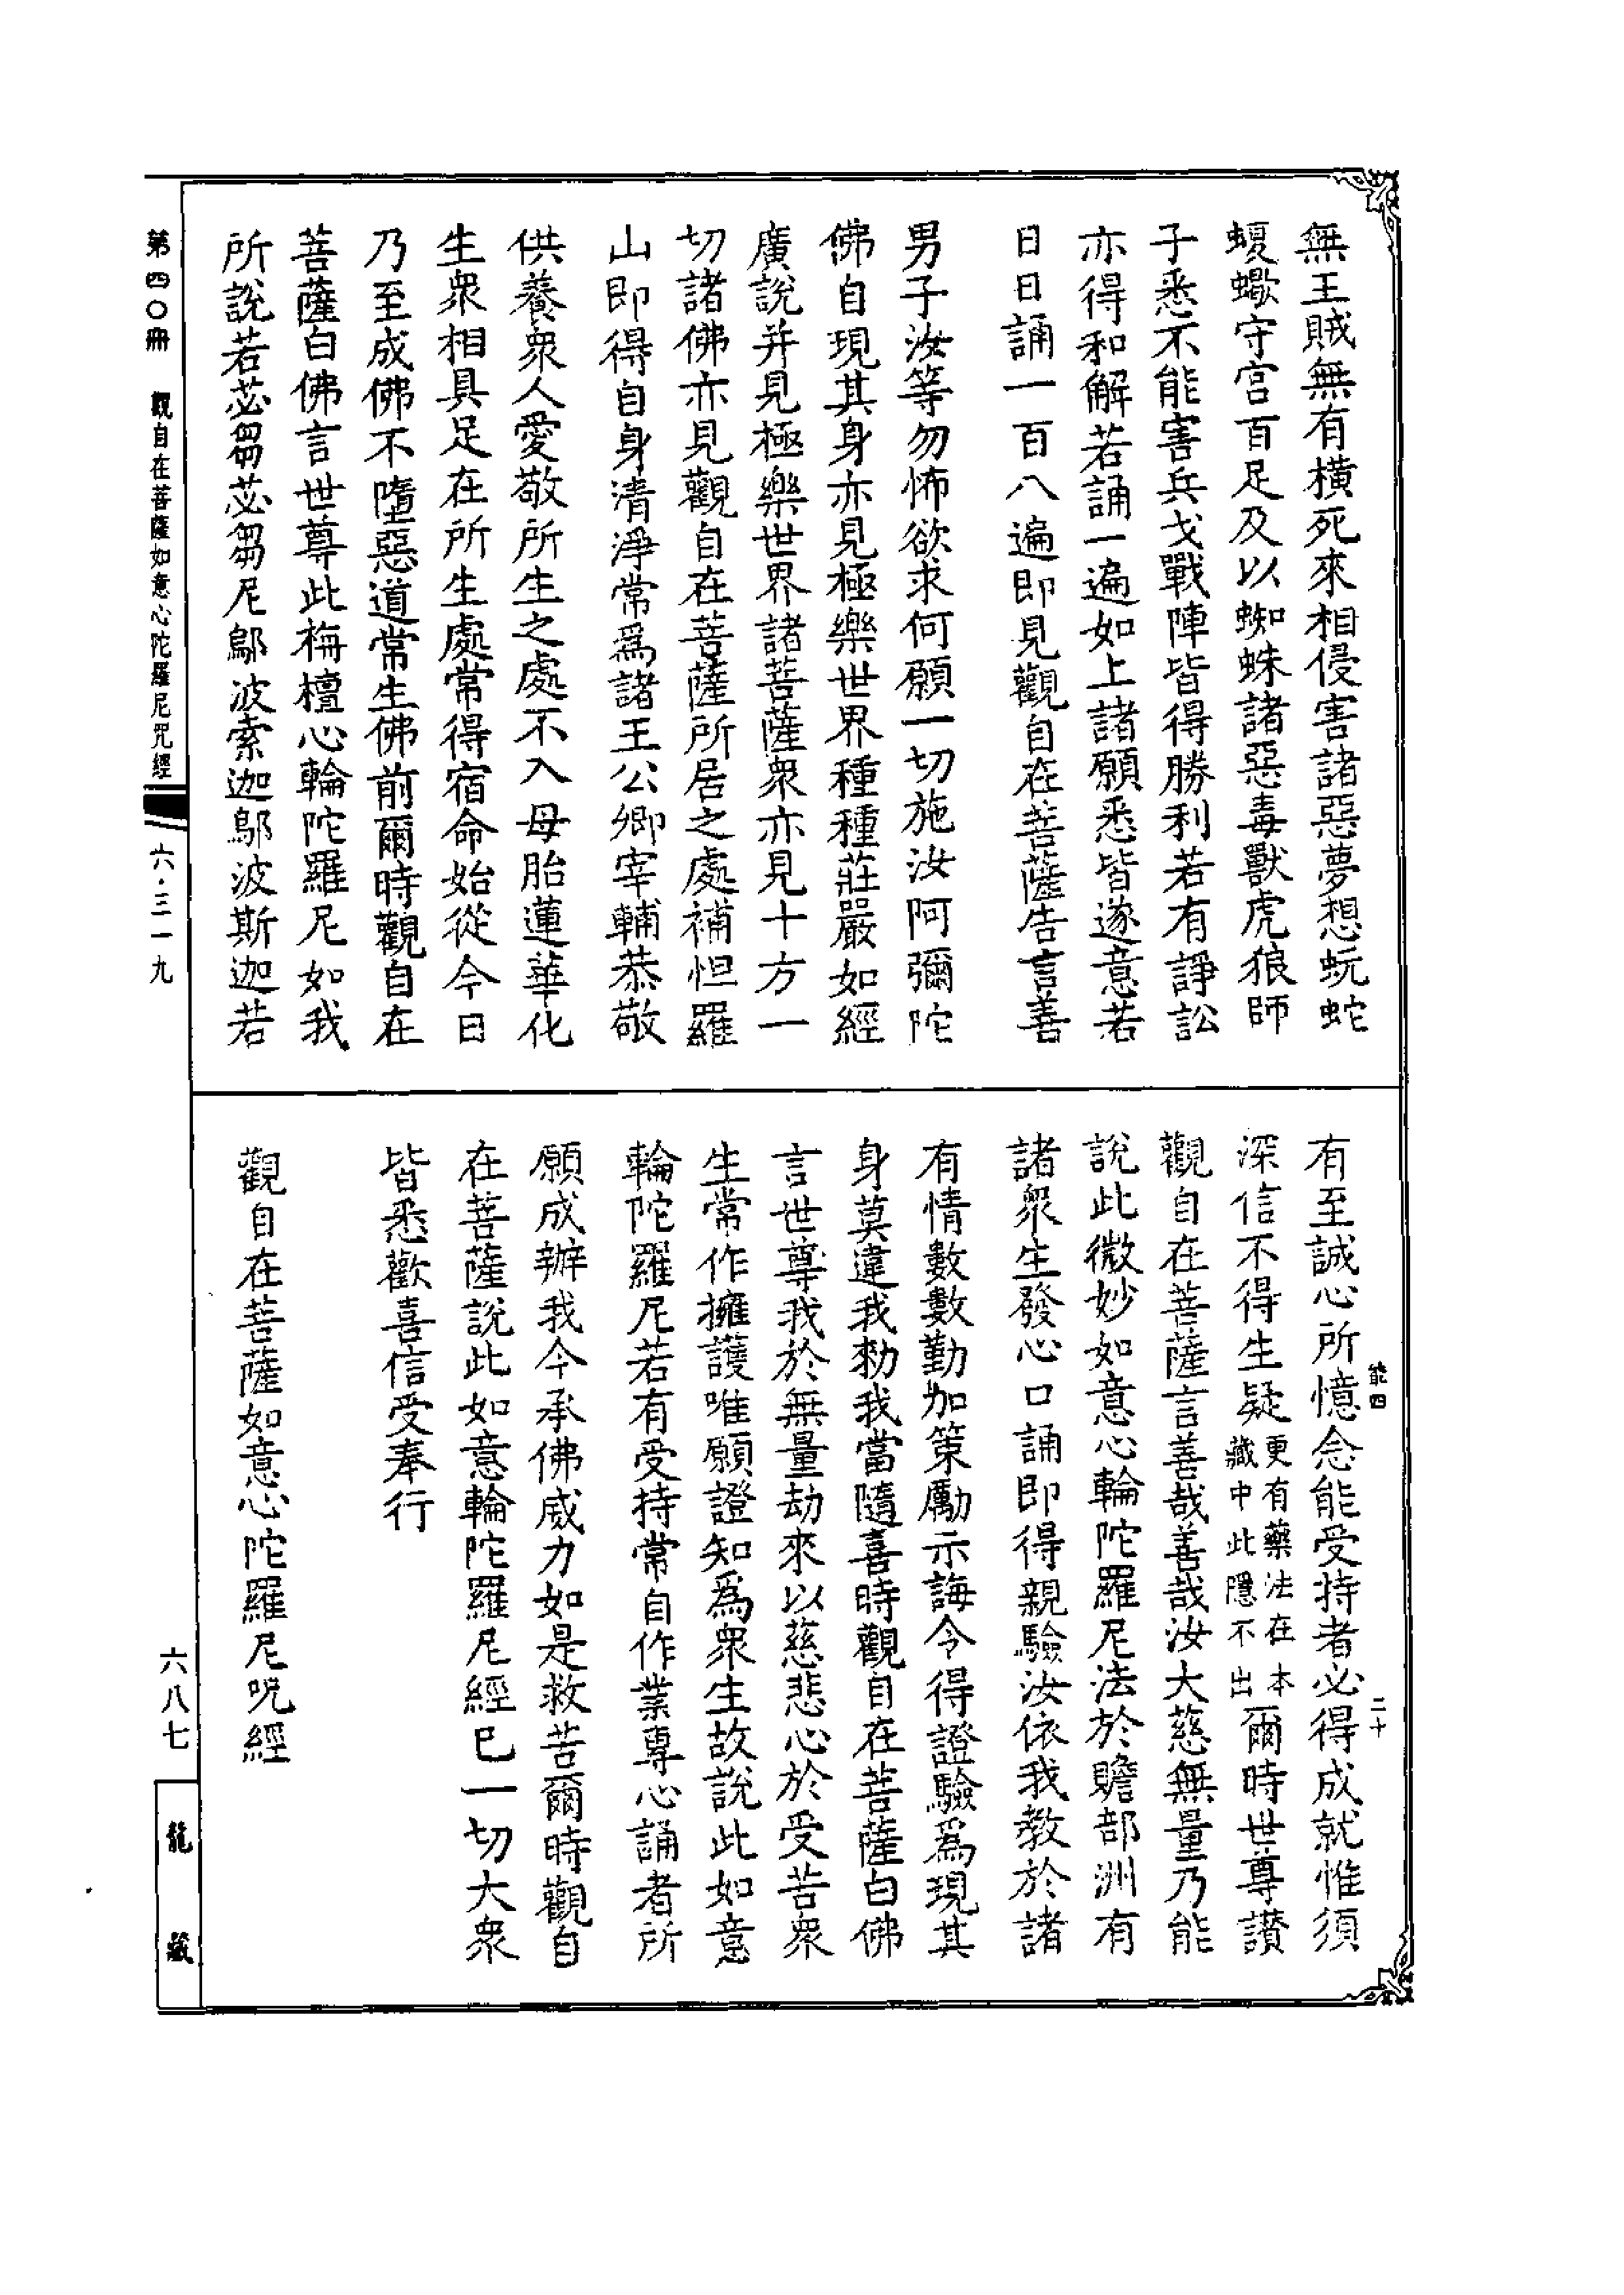 無王賊無有橫死來相侵害諸惡夢想蚖蛇
蝮蠍守宮百足及以蜘蛛諸惡毒獸虎狼師
子悉不能害兵戈戰陣皆得勝利若有諍訟
亦得和解若誦一遍如上諸願悉皆遂意若
日日誦一百八遍即見觀自在菩薩告言善
男子汝等勿怖欲求何願一切施汝阿彌陀
佛自現其身亦見極樂世界種種莊嚴如經
廣說并見極樂世界諸菩薩衆亦見十方一
切諸佛亦見觀自在菩薩所居之處補怛羅
山即得自身清淨常爲諸王公卿宰輔恭敬
供養衆人愛敬所生之處不入母胎蓮華化
生衆相具足在所生處常得宿命始從今日
乃至成佛不墮惡道常生佛前爾時觀自在
菩薩白佛言世尊此栴檀心輪陀羅尼如我
所說若苾芻苾芻尼鄔波索迦鄔波斯迦若
第四〇冊 觀自在菩薩如意心陀羅尼咒經
六·三一九
能四
二十
有至誠心所憶念能受持者必得成就惟須
深信不得生疑更有藥法在本藏中此隱不出爾時世尊讚
觀自在菩薩言善哉善哉汝大慈無量乃能
說此微妙如意心輪陀羅尼法於贍部洲有
諸衆生發心口誦即得親驗汝依我教於諸
有情數數勤加策勵示誨令得證驗爲現其
身莫違我勑我當隨喜時觀自在菩薩白佛
言世尊我於無量劫來以慈悲心於受苦衆
生常作擁護唯願證知爲衆生故說此如意
輪陀羅尼若有受持常自作業專心誦者所
願成辦我今承佛威力如是救苦爾時觀自
在菩薩說此如意輪陀羅尼經已一切大衆
皆悉歡喜信受奉行
觀自在菩薩如意心陀羅尼呪經
六八七
龍藏